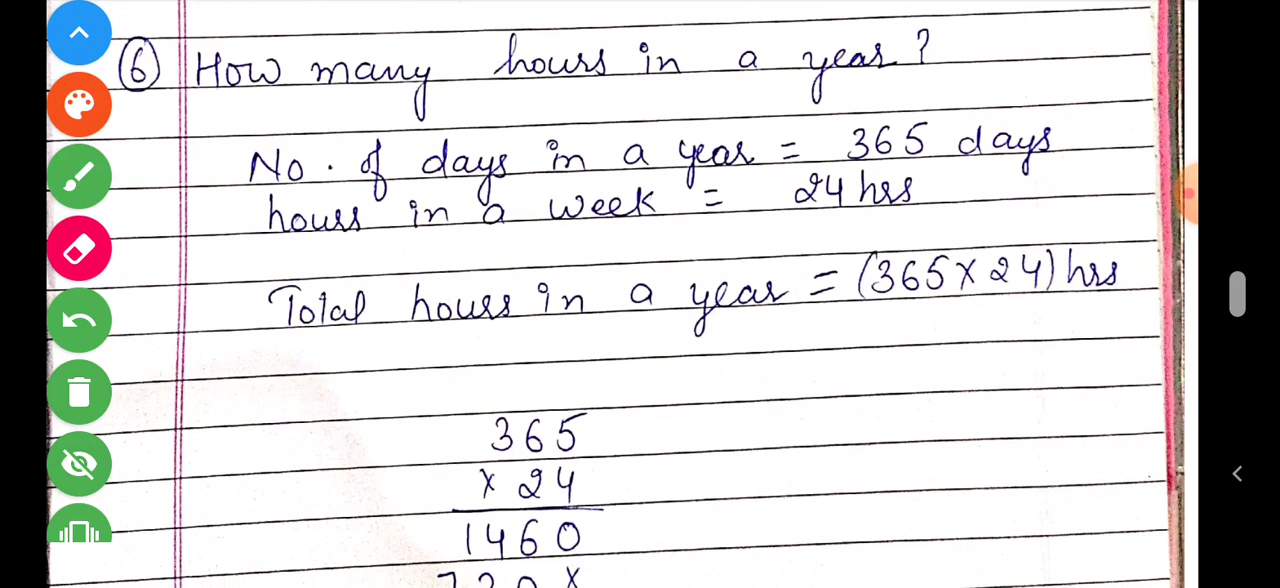 6 How many hours in a year?
No. of days in a year = 365 days
hours in a week = 24 hrs
Total hours in a year = (365 X 24) hrs
365
x 24
1460